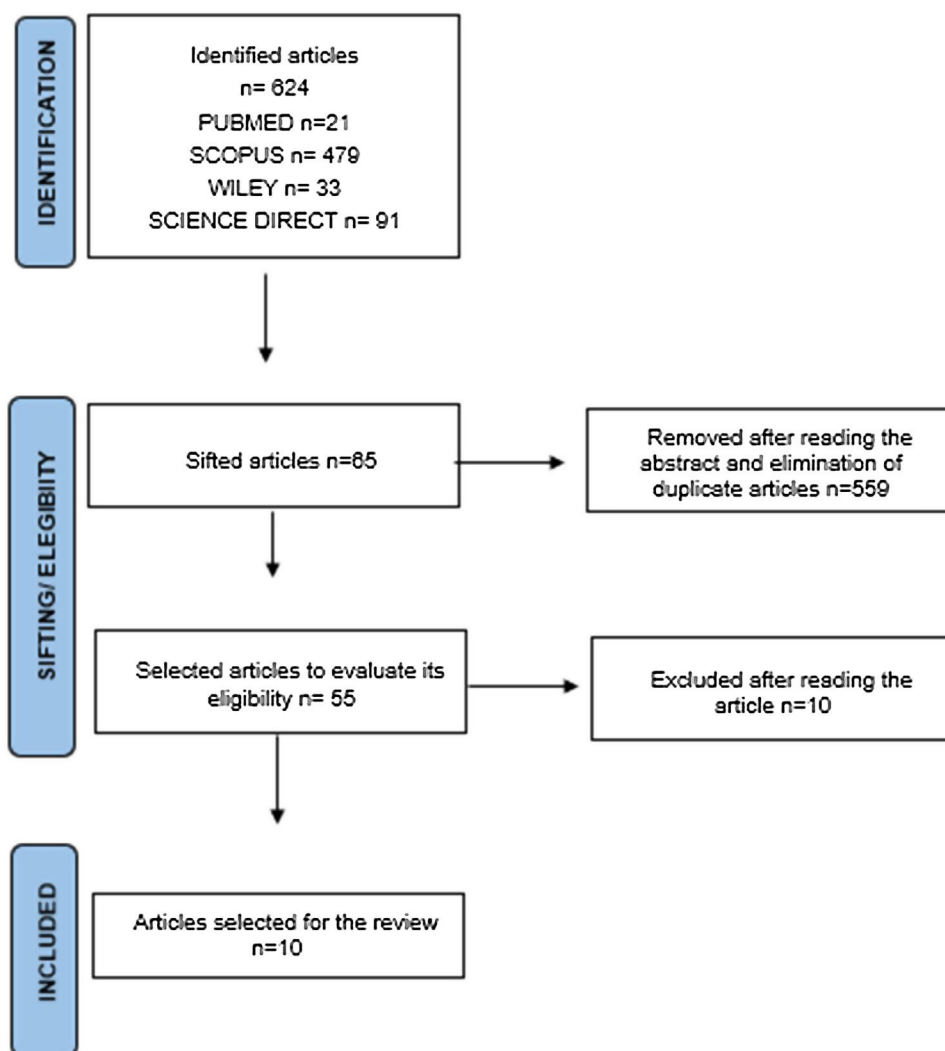 IDENTIFICATION
Identified articles
n= 624
PUBMED n=21
SCOPUS n= 479
WILEY n= 33
SCIENCE DIRECT n= 91
SIFTING/ ELEGIBIITY
Sifted articles n=65
Removed after reading the
abstract and elimination of
duplicate articles n=559
Selected articles to evaluate its
eligibility n= 55
Excluded after reading the
article n=10
INCLUDED
Articles selected for the review
n=10